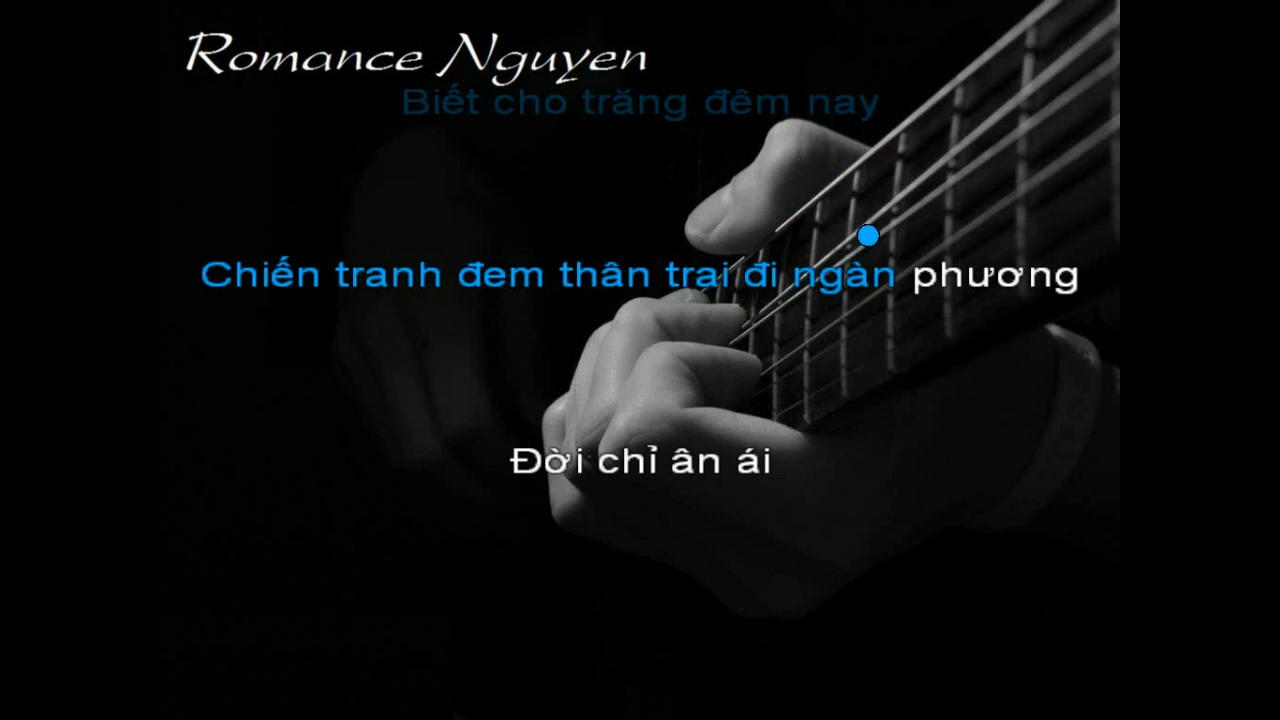 Romance Nguyen
Biết cho trăng đêm nay
Chiến tranh đem thân trai đi ngàn phương
Đời chỉ ân ái